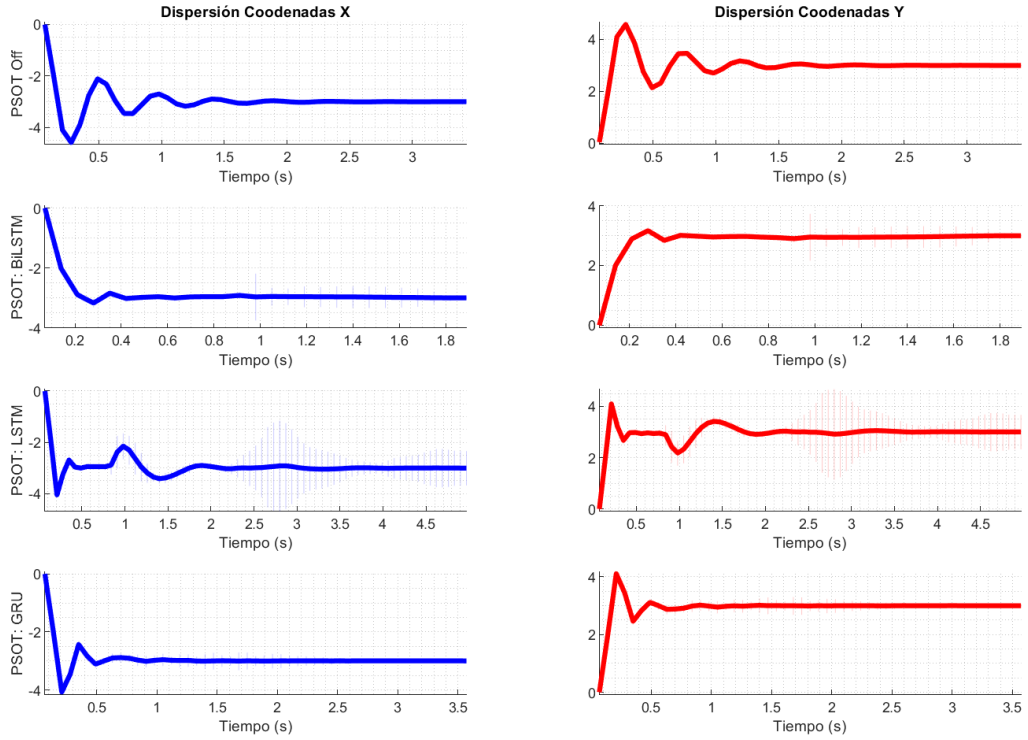 Dispersión Coodenadas X
0
-2
-4
PSOT Off
0.5 1 1.5 2 2.5 3
Tiempo (s)
Dispersión Coodenadas Y
4
2
0
0.5 1 1.5 2 2.5 3
Tiempo (s)
0
-2
-4
PSOT: BiLSTM
0.2 0.4 0.6 0.8 1 1.2 1.4 1.6 1.8
Tiempo (s)
4
2
0
0.2 0.4 0.6 0.8 1 1.2 1.4 1.6 1.8
Tiempo (s)
0
-2
-4
PSOT: LSTM
0.5 1 1.5 2 2.5 3 3.5 4 4.5
Tiempo (s)
4
2
0
0.5 1 1.5 2 2.5 3 3.5 4 4.5
Tiempo (s)
0
-2
-4
PSOT: GRU
0.5 1 1.5 2 2.5 3 3.5
Tiempo (s)
4
2
0
0.5 1 1.5 2 2.5 3 3.5
Tiempo (s)